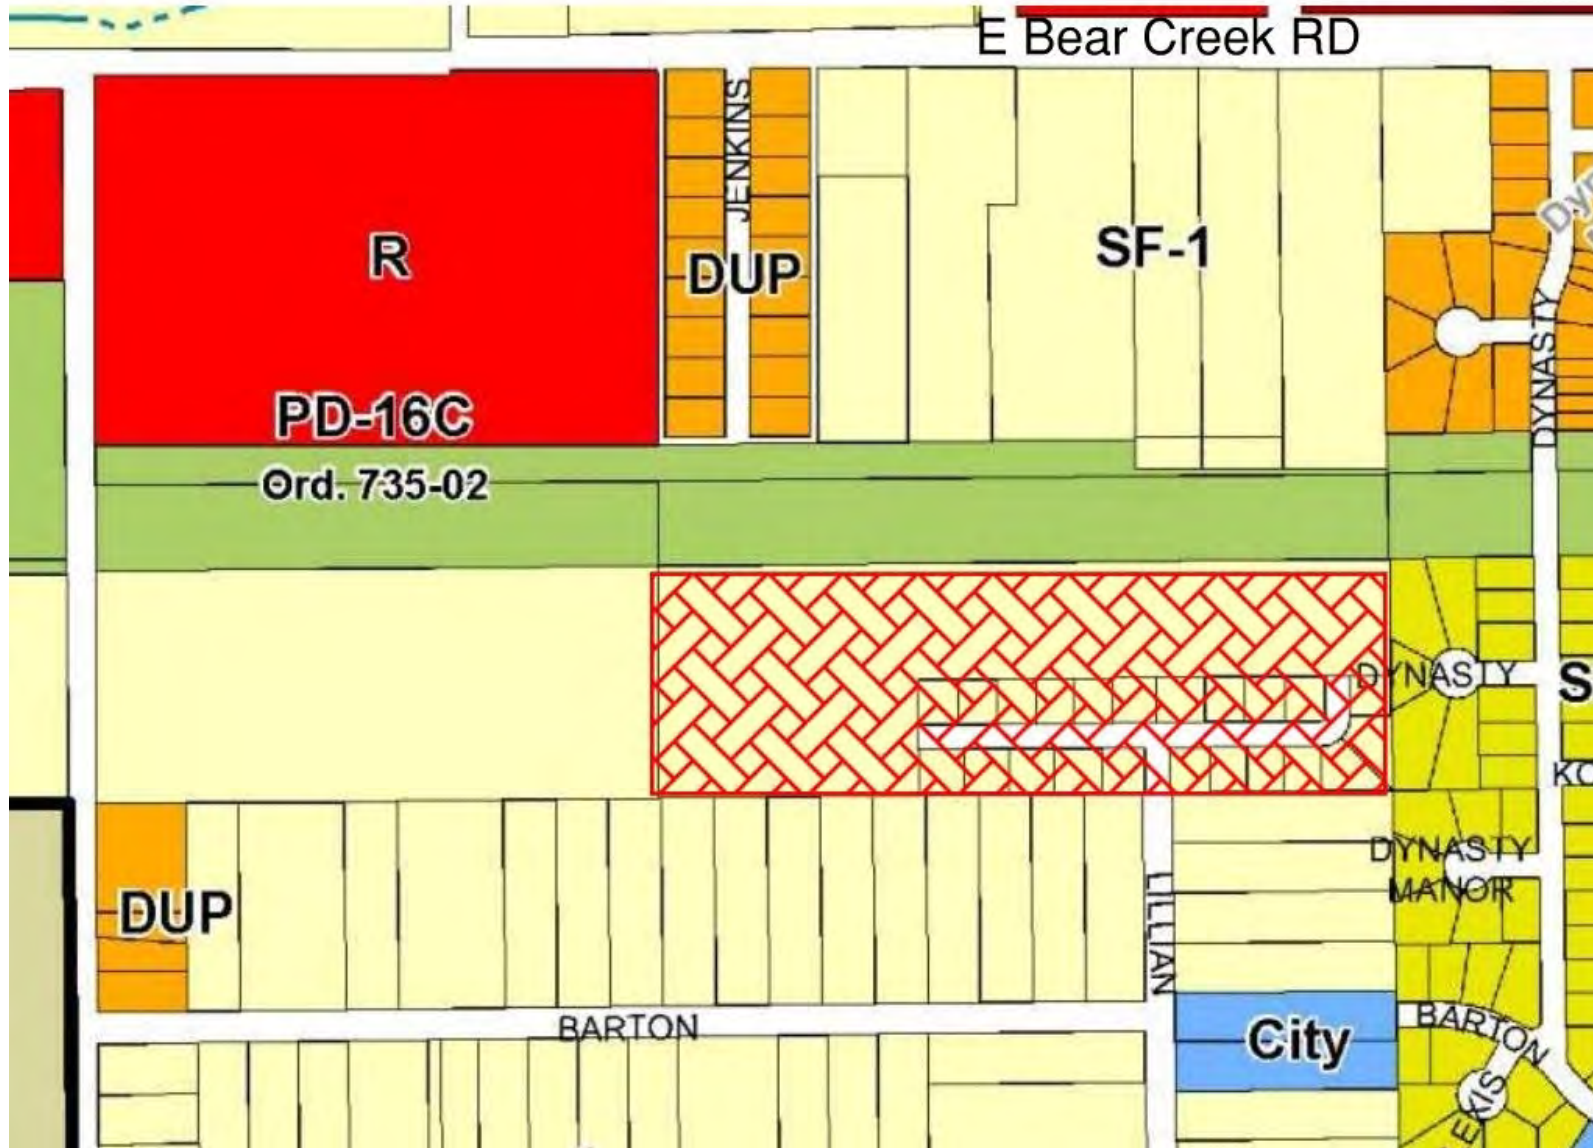 E Bear Creek RD
JENKINS
R
DUP
SF-1
DYNASTY
PD-16C
Ord. 735-02
DYNASTY
DYNASTY
MANOR
DUP
LILLIAN
BARTON
City
BARTON
EXIS